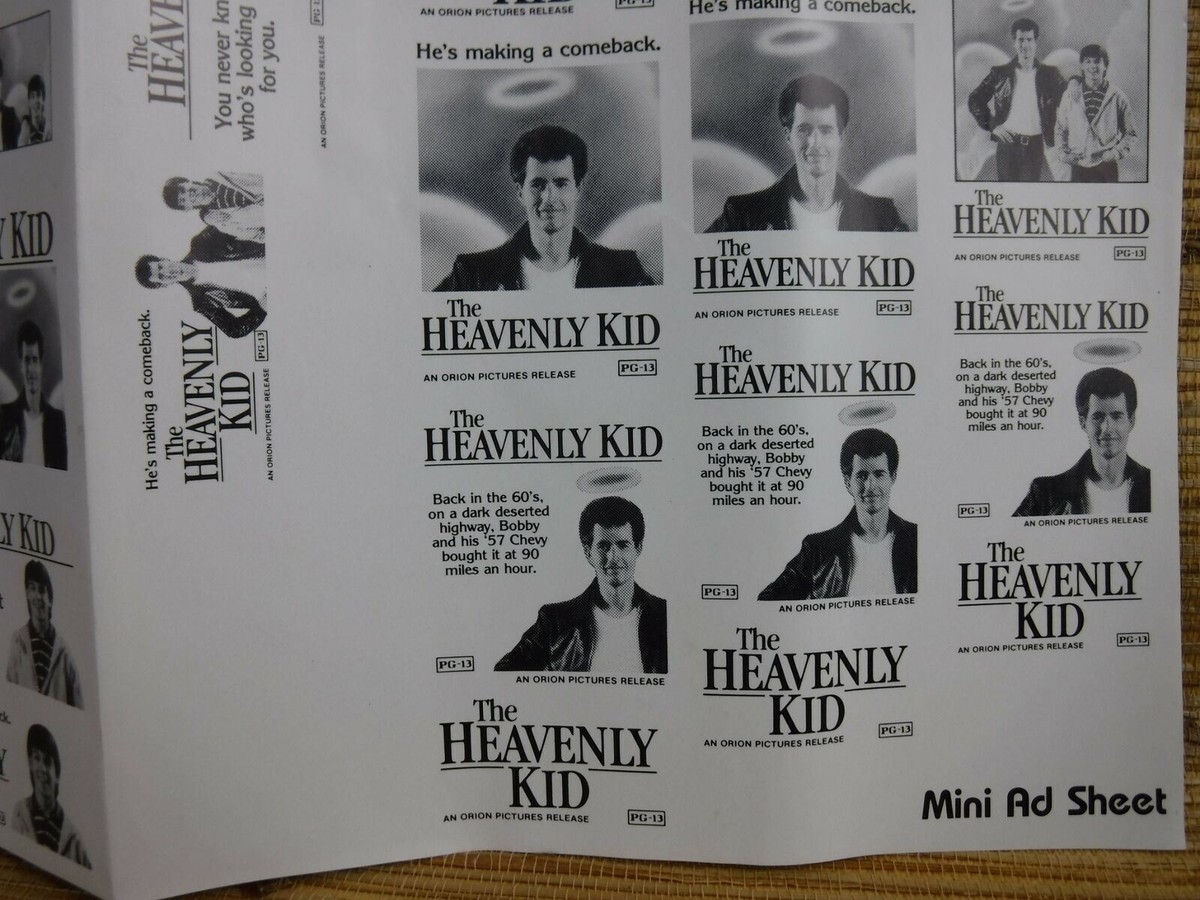 Y KID
LY KID
The
HEAVE
You never kn
who's looking
for you.
PG-13
AN ORION PICTURES RELEASE
He's making a comeback.
The
HEAVENLY
KID
PG-13
AN ORION PICTURES RELEASE
AN ORION PICTURES RELEASE
PG-13
He's making a comeback.
The
HEAVENLY KID
AN ORION PICTURES RELEASE
PG-13
The
HEAVENLY KID
Back in the 60's,
on a dark deserted
highway, Bobby
and his '57 Chevy
bought it at 90
miles an hour.
PG-13
AN ORION PICTURES RELEASE
The
HEAVENLY
KID
AN ORION PICTURES RELEASE
PG-13
He's making a comeback.
The
HEAVENLY KID
AN ORION PICTURES RELEASE
PG-13
The
HEAVENLY KID
Back in the 60's,
on a dark deserted
highway, Bobby
and his '57 Chevy
bought it at 90
miles an hour.
PG-13
AN ORION PICTURES RELEASE
The
HEAVENLY
KID
AN ORION PICTURES RELEASE
PG-13
The
HEAVENLY KID
AN ORION PICTURES RELEASE
PG-13
The
HEAVENLY KID
Back in the 60's,
on a dark deserted
highway, Bobby
and his '57 Chevy
bought it at 90
miles an hour.
PG-13
AN ORION PICTURES RELEASE
The
HEAVENLY
KID
AN ORION PICTURES RELEASE
PG-13
Mini Ad Sheet